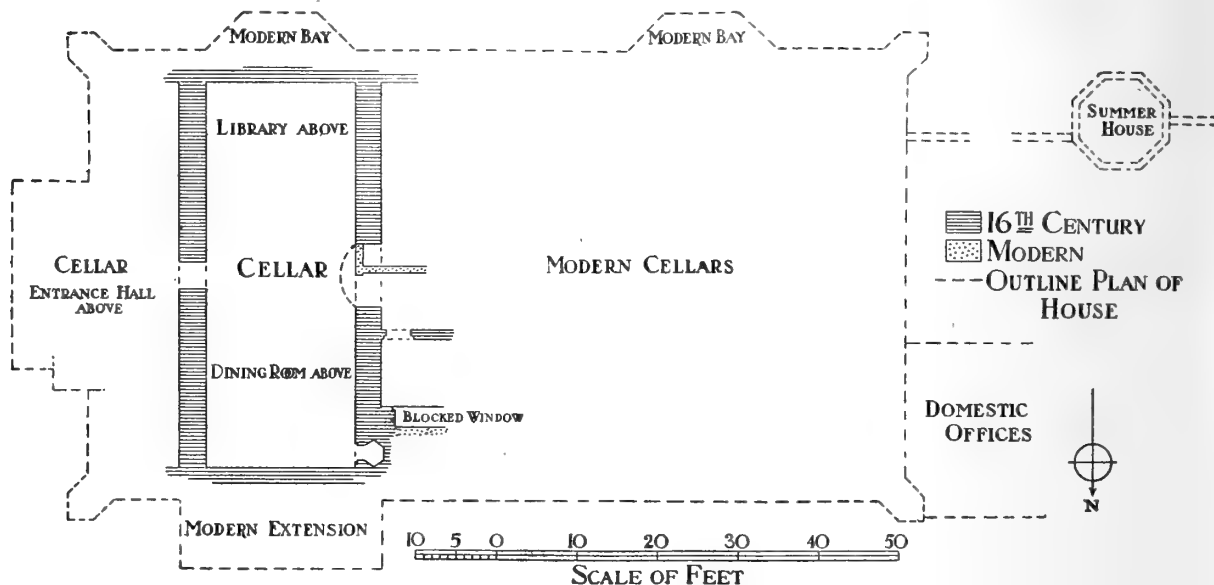 MODERN BAY
MODERN BAY
SUMMER
HOUSE
LIBRARY ABOVE
16TH CENTURY
MODERN
OUTLINE PLAN OF
HOUSE
CELLAR
ENTRANCE HALL
ABOVE
CELLAR
MODERN CELLARS
DINING ROOM ABOVE
BLOCKED WINDOW
DOMESTIC
OFFICES
N
MODERN EXTENSION
10 5 0 10 20 30 40 50
SCALE OF FEET